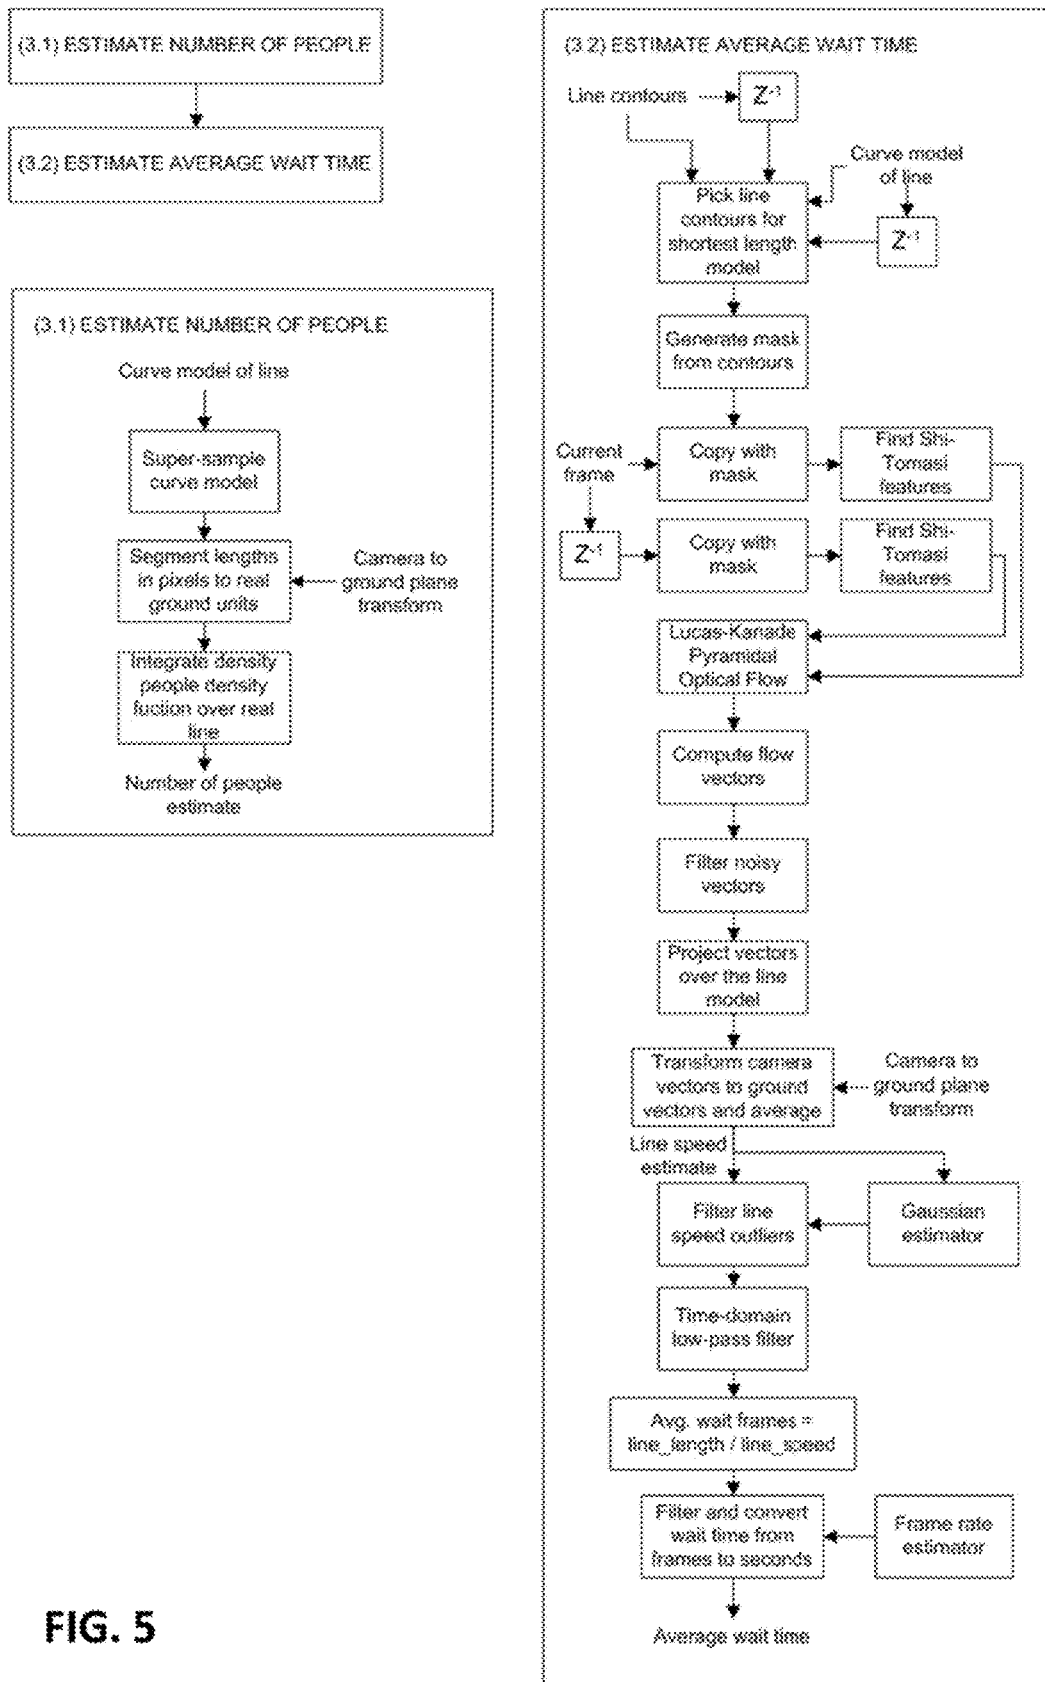 (3.1) ESTIMATE NUMBER OF PEOPLE
(3.2) ESTIMATE AVERAGE WAIT TIME
(3.1) ESTIMATE NUMBER OF PEOPLE
Curve model of line
Super-sample
curve model
Segment lengths
in pixels to real
ground units
Camera to
ground plane
transform
Integrate density
people density
fuction over real
line
Number of people
estimate
(3.2) ESTIMATE AVERAGE WAIT TIME
Line contours
Z-1
Curve model
of line
Z-1
Pick line
contours for
shortest length
model
Generate mask
from contours
Current
frame
Copy with
mask
Find Shi-
Tomasi
features
Z-1
Copy with
mask
Find Shi-
Tomasi
features
Lucas-Kanade
Pyramidal
Optical Flow
Compute flow
vectors
Filter noisy
vectors
Project vectors
over the line
model
Transform camera
vectors to ground
vectors and average
Camera to
ground plane
transform
Line speed
estimate
Filter line
speed outliers
Gaussian
estimator
Time-domain
low-pass filter
Avg. wait frames =
line_length / line_speed
Filter and convert
wait time from
frames to seconds
Frame rate
estimator
Average wait time
FIG. 5